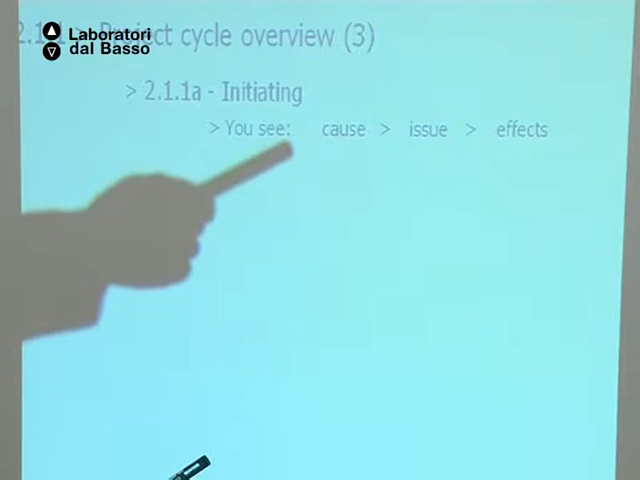 Project cycle overview (3)
Laboratori
dal Basso
> 2.1.1a - Initiating
> You see: cause > issue > effects